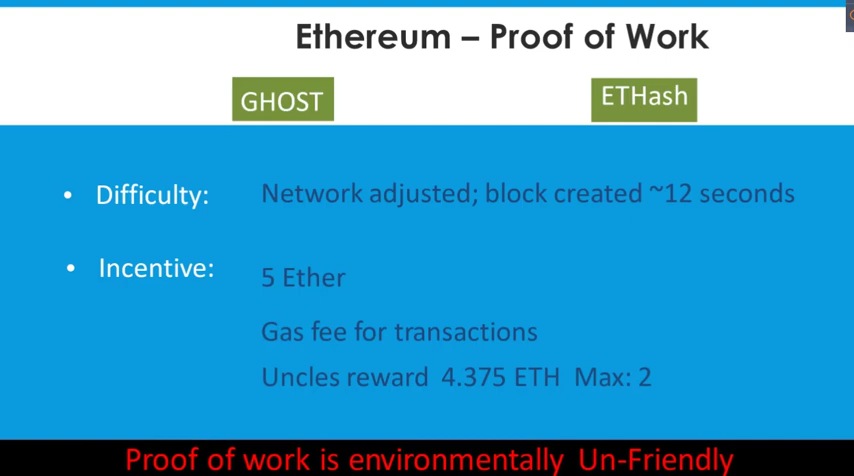 Ethereum – Proof of Work
GHOST
ETHash
• Difficulty:
Network adjusted; block created ~12 seconds
• Incentive:
5 Ether
Gas fee for transactions
Uncles reward 4.375 ETH Max: 2
Proof of work is environmentally Un-Friendly